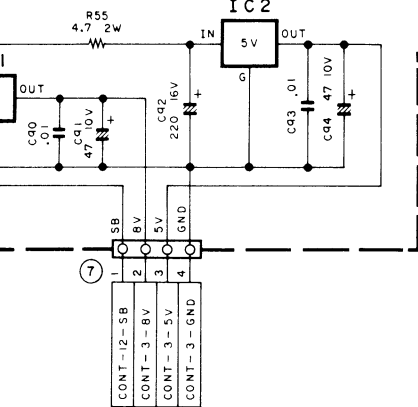 IC2
R55
4.7 2W
IN
5V
OUT
G
1
OUT
C90
.01
C91
47 10V
+
C92
220 16V
+
C93
.01
C94
47 10V
+
SB
8V
5V
GND
7
1
2
3
4
CONT-12-SB
CONT-3-8V
CONT-3-5V
CONT-3-GND